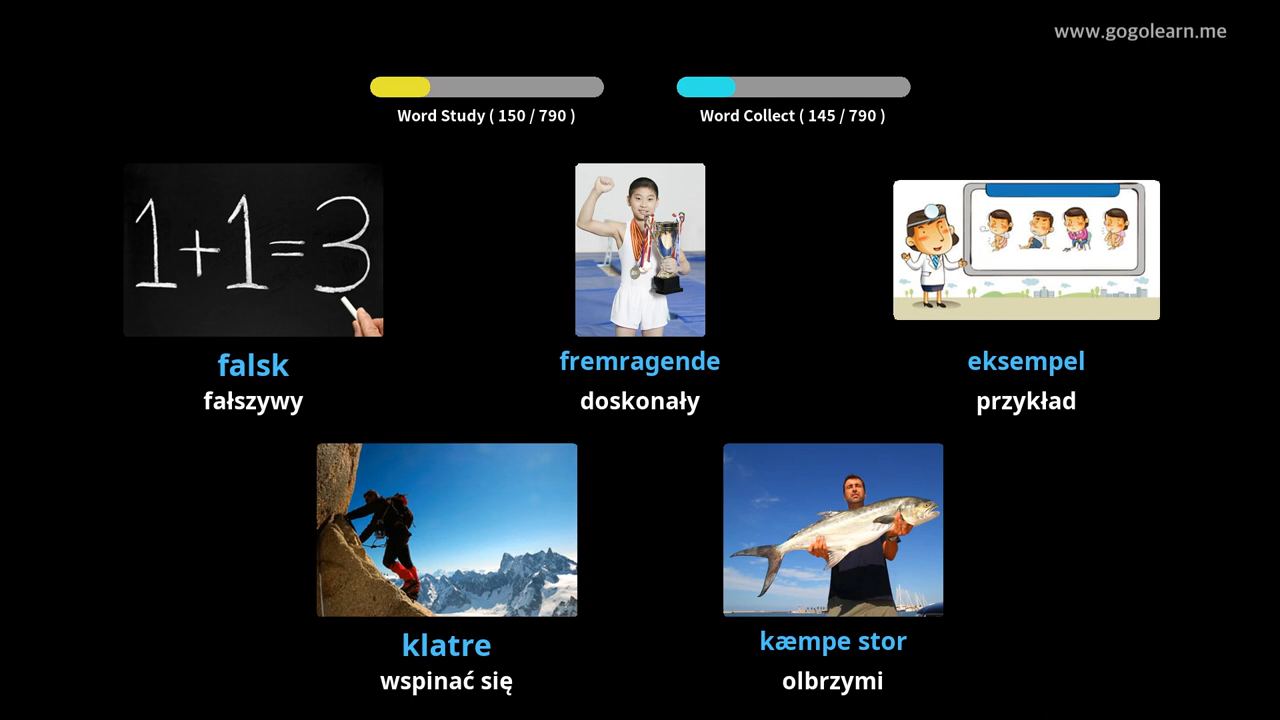 www.gogolearn.me
Word Study ( 150 / 790 )
Word Collect ( 145 / 790 )
1+1=3
falsk
fałszywy
fremragende
doskonały
eksempel
przykład
klatre
wspinać się
kæmpe stor
olbrzymi